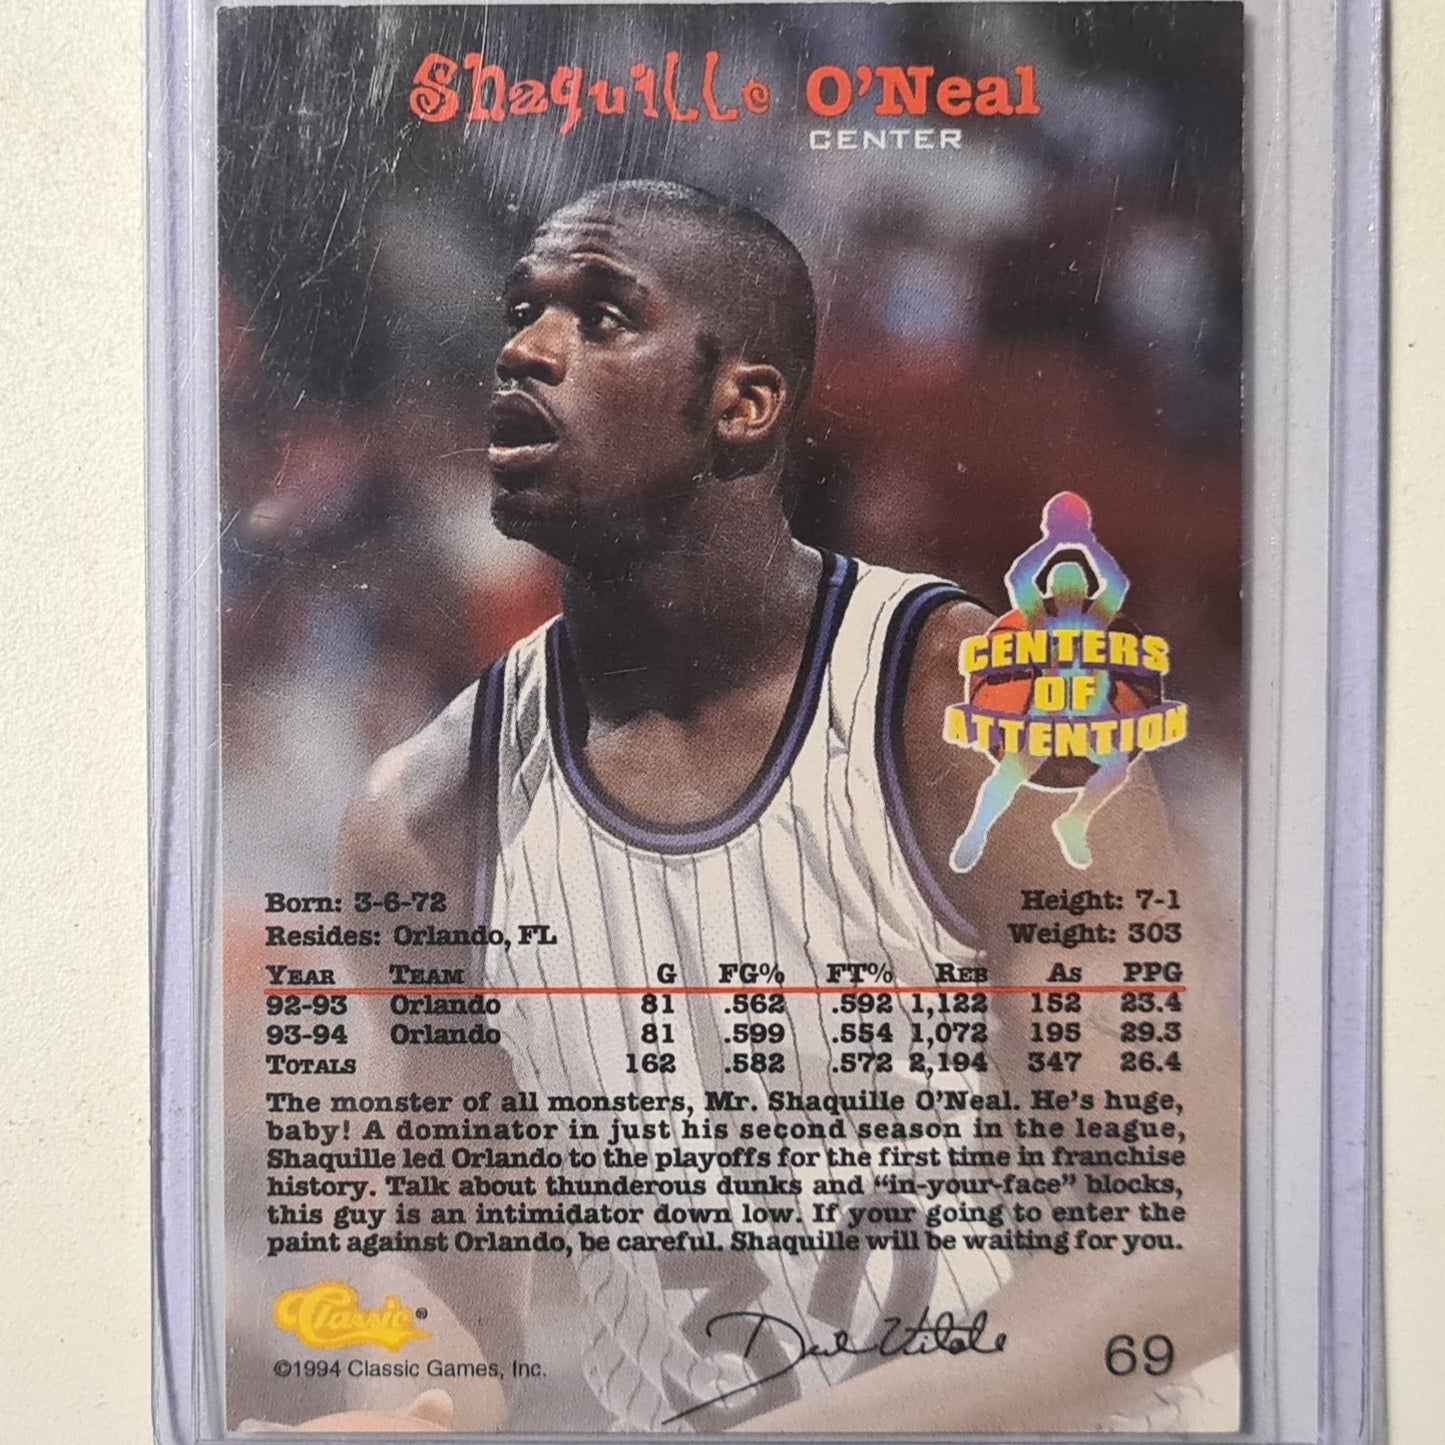 Shaquille O'Neal
CENTER
CENTERS
OF
ATTENTION
Born: 3-6-72 Height: 7-1
Resides: Orlando, FL Weight: 303
YEAR TEAM G FG% FT% REB AS PPG
92-93 Orlando 81 .562 .592 1,122 152 23.4
93-94 Orlando 81 .599 .554 1,072 195 29.3
TOTALS 162 .582 .572 2,194 347 26.4
The monster of all monsters, Mr. Shaquille O'Neal. He's huge,
baby! A dominator in just his second season in the league,
Shaquille led Orlando to the playoffs for the first time in franchise
history. Talk about thunderous dunks and “in-your-face” blocks,
this guy is an intimidator down low. If your going to enter the
paint against Orlando, be careful. Shaquille will be waiting for you.
Classic®
Dick Vitale
©1994 Classic Games, Inc.
69